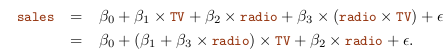 sales = β0 + β1 × TV + β2 × radio + β3 × (radio × TV) + ϵ
= β0 + (β1 + β3 × radio) × TV + β2 × radio + ϵ.